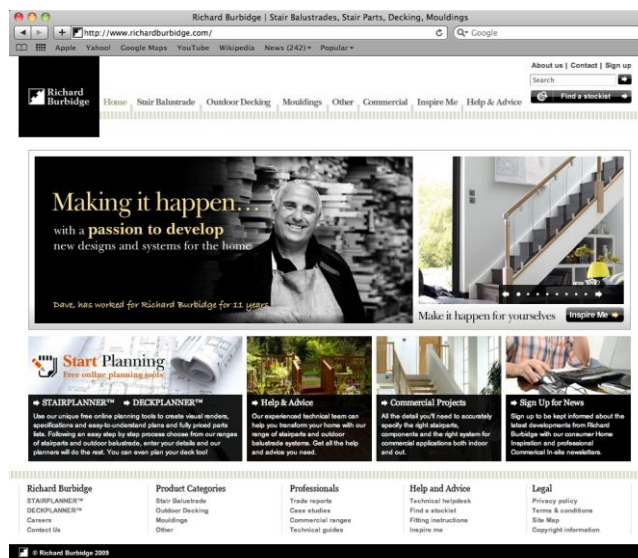 Richard Burbidge | Stair Balustrades, Stair Parts, Decking, Mouldings
http://www.richardburbidge.com/
Google
Apple Yahoo! Google Maps YouTube Wikipedia News (242) Popular
About us | Contact | Sign up
Search
Find a stockist
Richard
Burbidge
Home Stair Balustrade Outdoor Decking Mouldings Other Commercial Inspire Me Help & Advice
Making it happen...
with a passion to develop
new designs and systems for the home
Dave, has worked for Richard Burbidge for 11 years
Make it happen for yourselves
Inspire Me
Start Planning
Free online planning tools
STAIRPLANNER™ DECKPLANNER™
Use our unique free online planning tools to create visual renders,
specifications and easy-to-understand plans and fully priced parts
lists. Following an easy step by step process choose from our ranges
of stairparts and outdoor balustrade, enter your details and our
planners will do the rest. You can even plan your deck too!
Help & Advice
Our experienced technical team can
help you transform your home with our
range of stairparts and outdoor
balustrade systems. Get all the help
and advice you need.
Commercial Projects
All the detail you'll need to accurately
specify the right stairparts,
components and the right system for
commercial applications both indoor
and out.
Sign Up for News
Sign up to be kept informed about the
latest developments from Richard
Burbidge with our consumer Home
Inspiration and professional
Commerical In-site newsletters.
Richard Burbidge
STAIRPLANNER™
DECKPLANNER™
Careers
Contact Us
Product Categories
Stair Balustrade
Outdoor Decking
Mouldings
Other
Professionals
Trade reports
Case studies
Commercial ranges
Technical guides
Help and Advice
Technical helpdesk
Find a stockist
Fitting instructions
Inspire me
Legal
Privacy policy
Terms & conditions
Site Map
Copyright information
© Richard Burbidge 2009